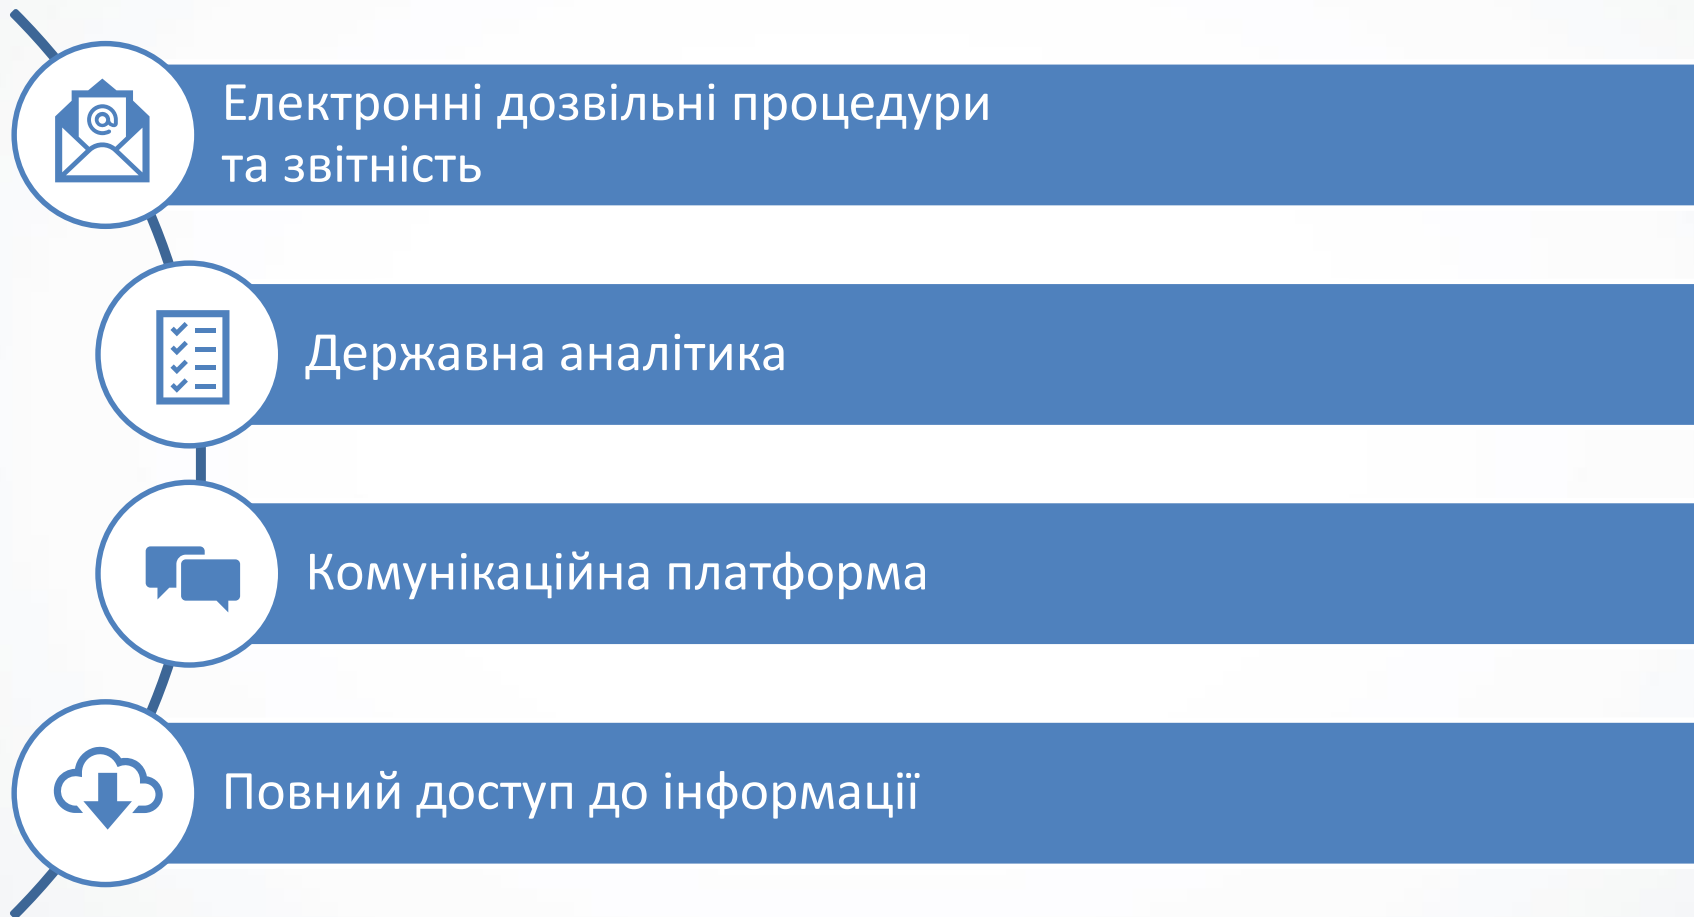 Електронні дозвільні процедури
та звітність
Державна аналітика
Комунікаційна платформа
Повний доступ до інформації